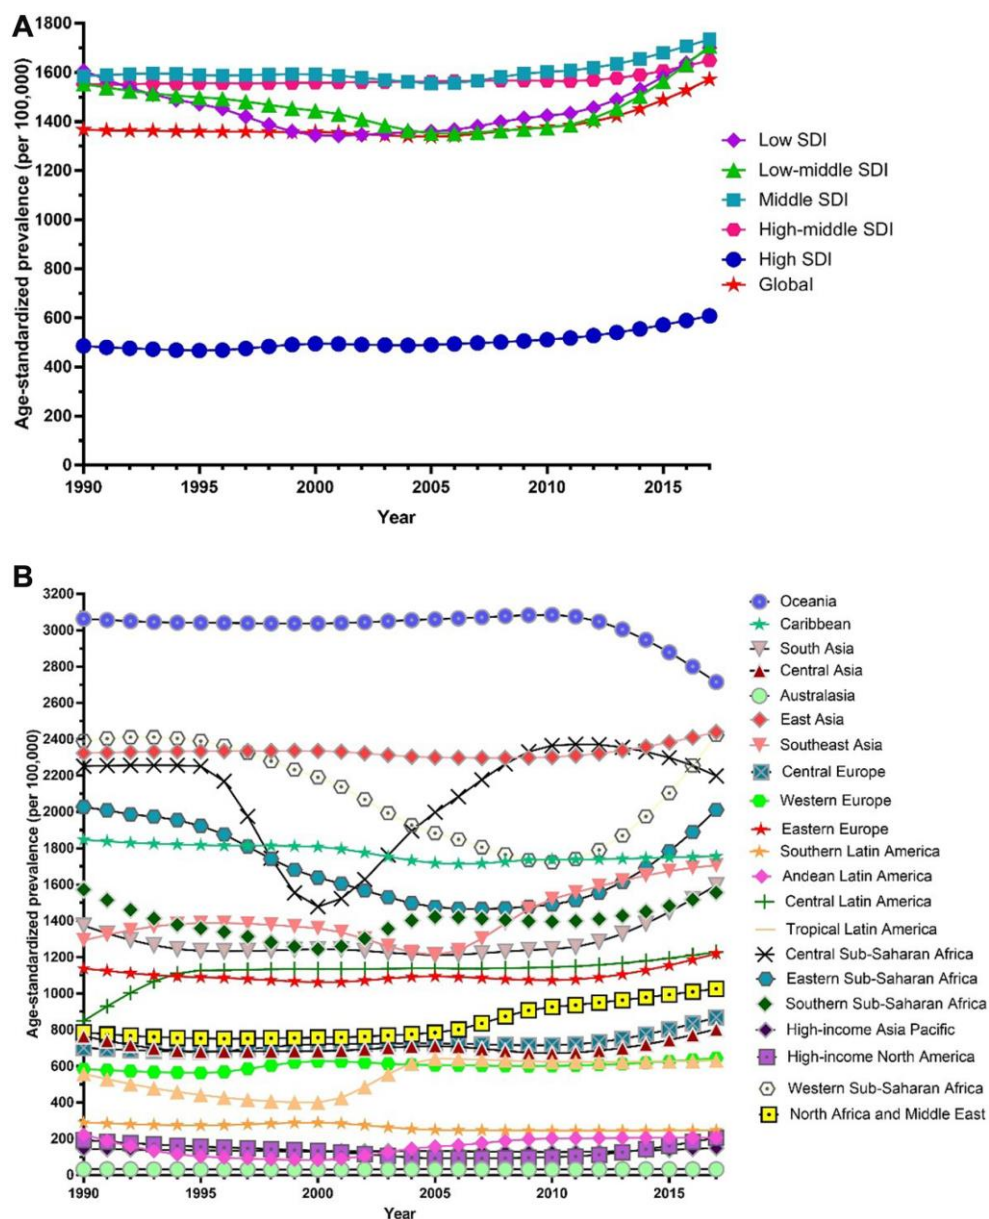 A
Age-standardized prevalence (per 100,000)
1800
1600
1400
1200
1000
800
600
400
200
0
1990
1995
2000
2005
2010
2015
Year
Low SDI
Low-middle SDI
Middle SDI
High-middle SDI
High SDI
Global
B
Age-standardized prevalence (per 100,000)
3200
3000
2800
2600
2400
2200
2000
1800
1600
1400
1200
1000
800
600
400
200
0
1990
1995
2000
2005
2010
2015
Year
Oceania
Caribbean
South Asia
Central Asia
Australasia
East Asia
Southeast Asia
Central Europe
Western Europe
Eastern Europe
Southern Latin America
Andean Latin America
Central Latin America
Tropical Latin America
Central Sub-Saharan Africa
Eastern Sub-Saharan Africa
Southern Sub-Saharan Africa
High-income Asia Pacific
High-income North America
Western Sub-Saharan Africa
North Africa and Middle East